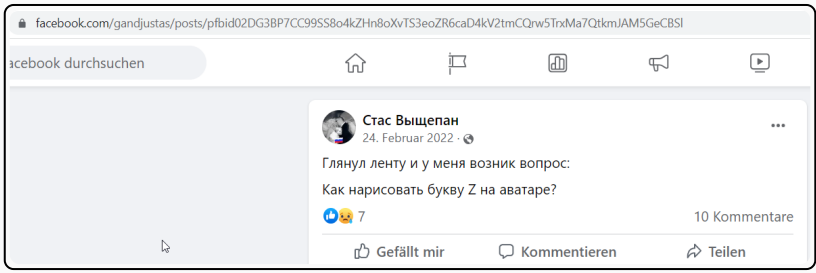 facebook.com/gandjustas/posts/pfbid02DG3BP7CC99SS8o4kZHn8oXvTS3eoZR6caD4kV2tmCQrw5TrxMa7QtkmJAM5GeCBSl
acebook durchsuchen
Стас Выщепан
24. Februar 2022 ·
Глянул ленту и у меня возник вопрос:
Как нарисовать букву Z на аватаре?
7
10 Kommentare
Gefällt mir
Kommentieren
Teilen